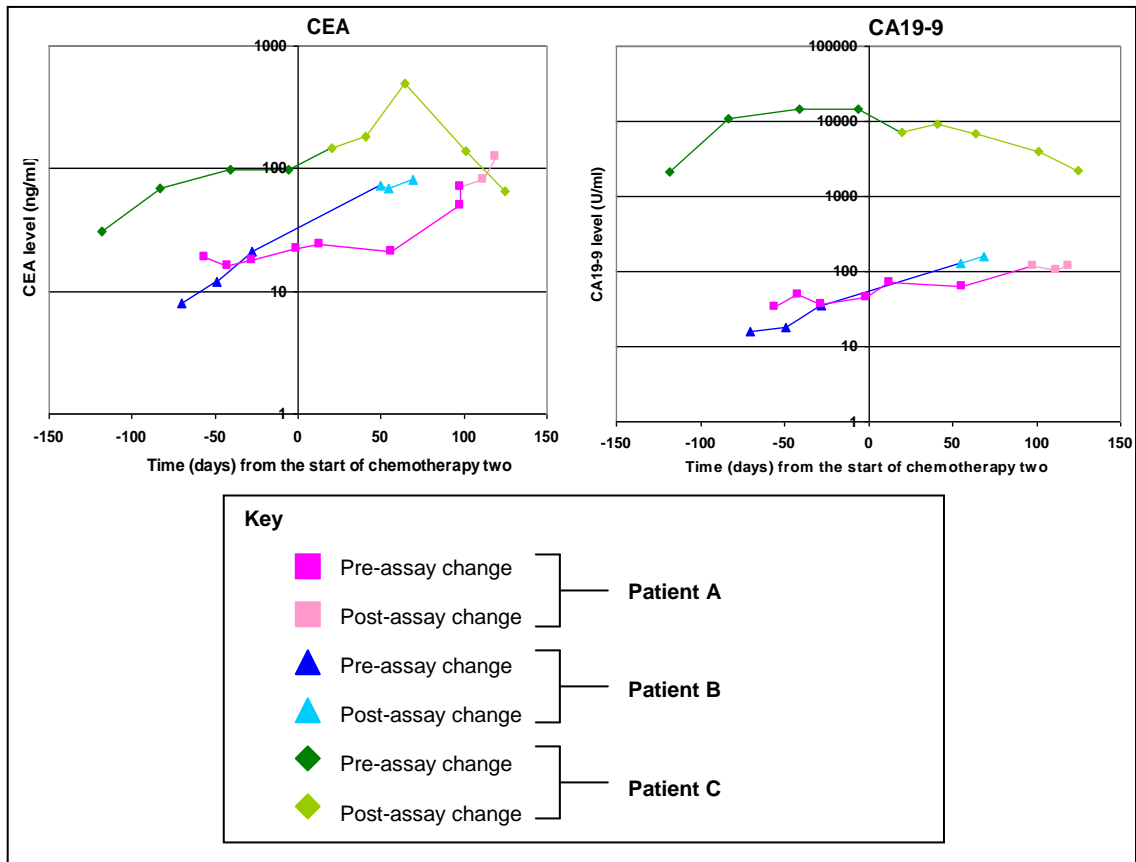 CEA
CEA level (ng/ml)
1000
100
10
1
-150 -100 -50 0 50 100 150
Time (days) from the start of chemotherapy two
CA19-9
CA19-9 level (U/ml)
100000
10000
1000
100
10
1
-150 -100 -50 0 50 100 150
Time (days) from the start of chemotherapy two
Key
Pre-assay change
Post-assay change
Patient A
Pre-assay change
Post-assay change
Patient B
Pre-assay change
Post-assay change
Patient C